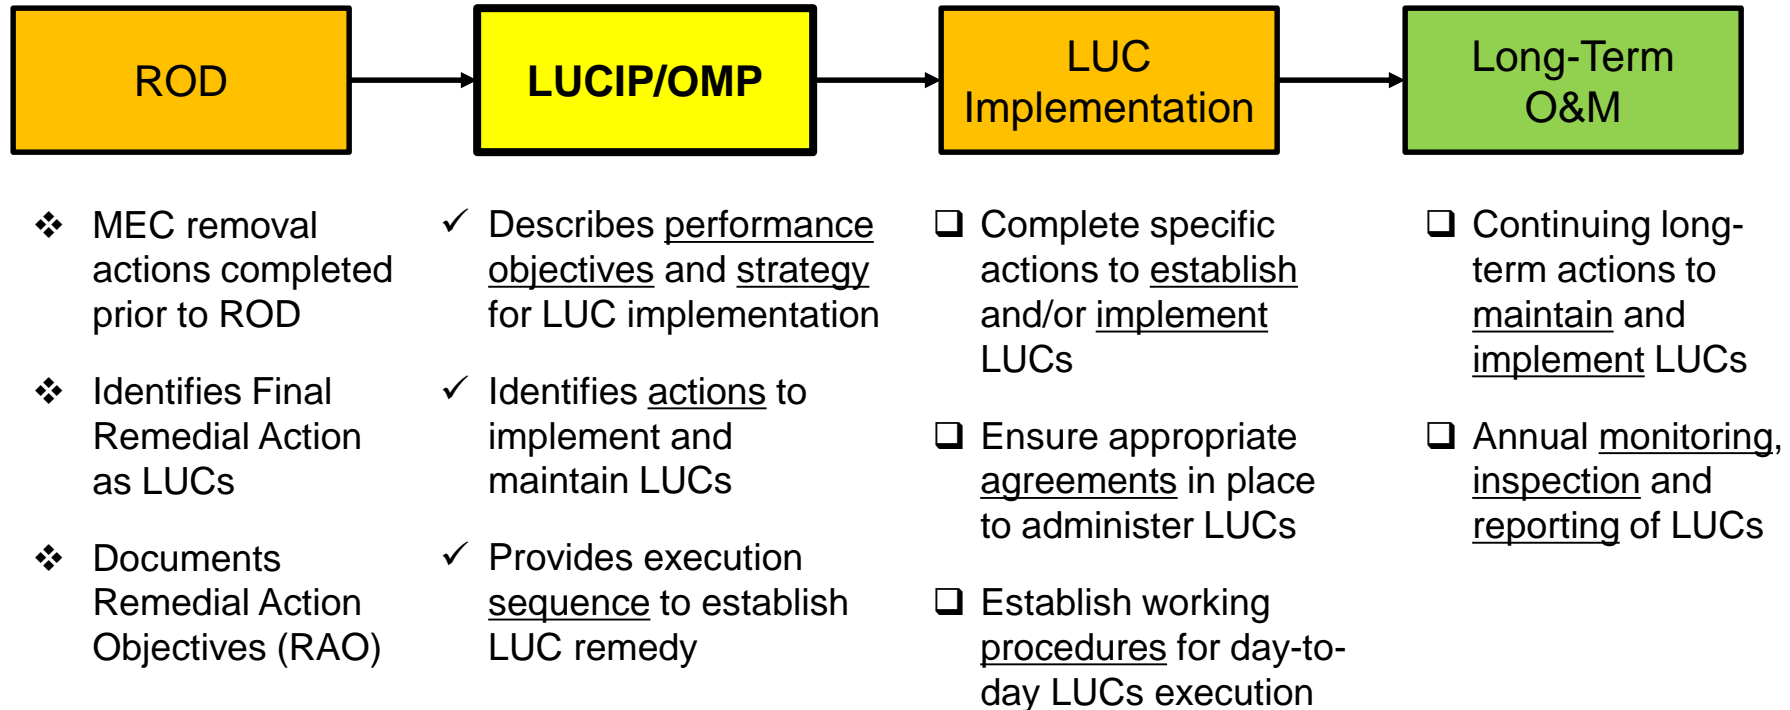 ROD
LUCIP/OMP
LUC
Implementation
Long-Term
O&M
❖ MEC removal
actions completed
prior to ROD
❖ Identifies Final
Remedial Action
as LUCs
❖ Documents
Remedial Action
Objectives (RAO)
✓ Describes performance
objectives and strategy
for LUC implementation
✓ Identifies actions to
implement and
maintain LUCs
✓ Provides execution
sequence to establish
LUC remedy
❑ Complete specific
actions to establish
and/or implement
LUCs
❑ Ensure appropriate
agreements in place
to administer LUCs
❑ Establish working
procedures for day-to-
day LUCs execution
❑ Continuing long-
term actions to
maintain and
implement LUCs
❑ Annual monitoring,
inspection and
reporting of LUCs